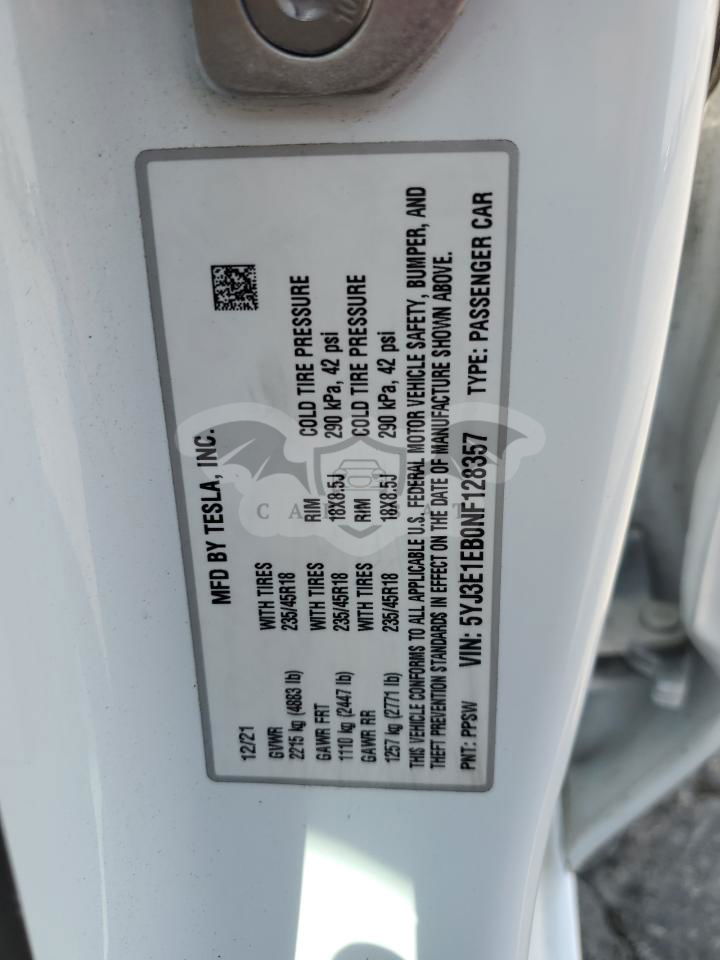 MFD BY TESLA, INC.
12/21
GVWR WITH TIRES
2215 kg (4883 lb) 235/45R18
GAWR FRT WITH TIRES RIM COLD TIRE PRESSURE
1110 kg (2447 lb) 235/45R18 18X8.5J 290 kPa, 42 psi
GAWR RR WITH TIRES RIM COLD TIRE PRESSURE
1257 kg (2771 lb) 235/45R18 18X8.5J 290 kPa, 42 psi
THIS VEHICLE CONFORMS TO ALL APPLICABLE U.S. FEDERAL MOTOR VEHICLE SAFETY, BUMPER, AND
THEFT PREVENTION STANDARDS IN EFFECT ON THE DATE OF MANUFACTURE SHOWN ABOVE.
PNT: PPSW VIN: 5YJ3E1EB0NF128357 TYPE: PASSENGER CAR